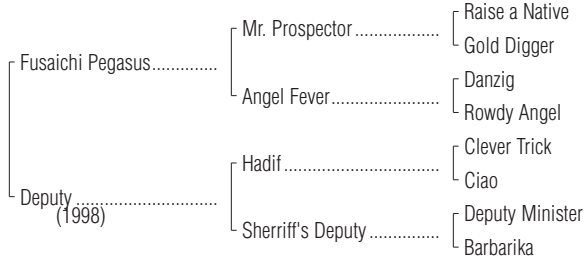 Raise a Native
Mr. Prospector ....................
Gold Digger
Fusaichi Pegasus...............
Danzig
Angel Fever.........................
Rowdy Angel
Clever Trick
Hadif ....................................
Ciao
Deputy .................................
(1998)
Deputy Minister
Sherriff's Deputy ................
Barbarika